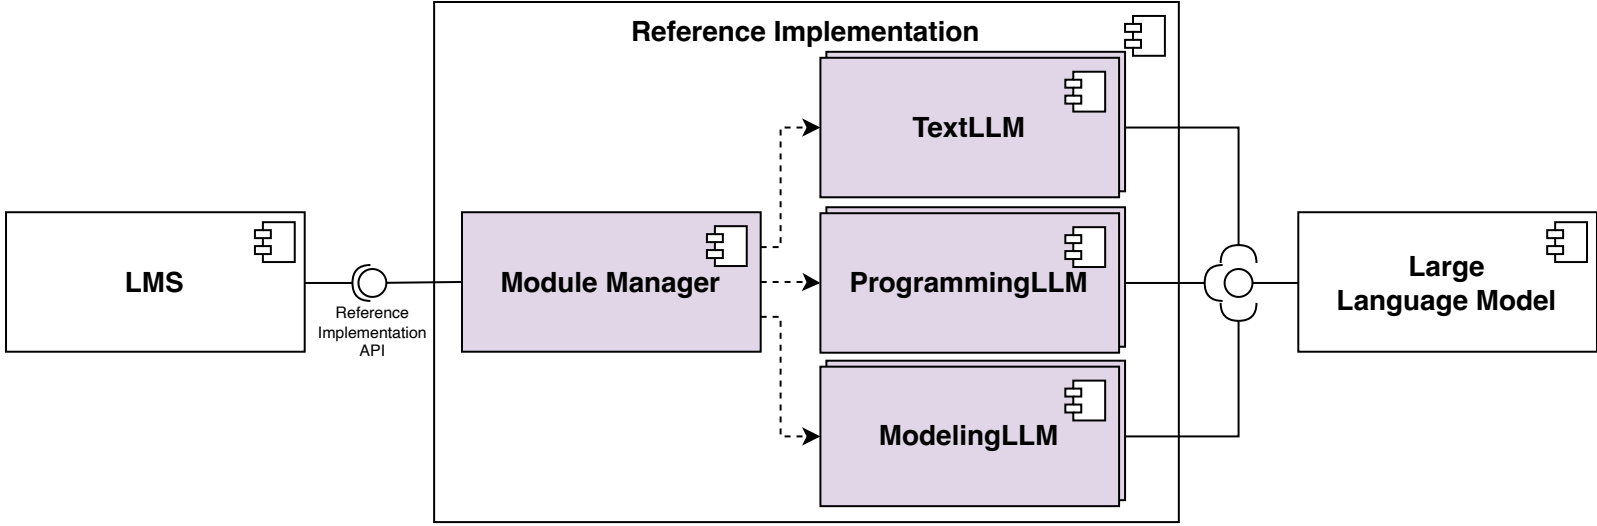 Reference Implementation
TextLLM
LMS
Reference
Implementation
API
Module Manager
ProgrammingLLM
Large
Language Model
ModelingLLM